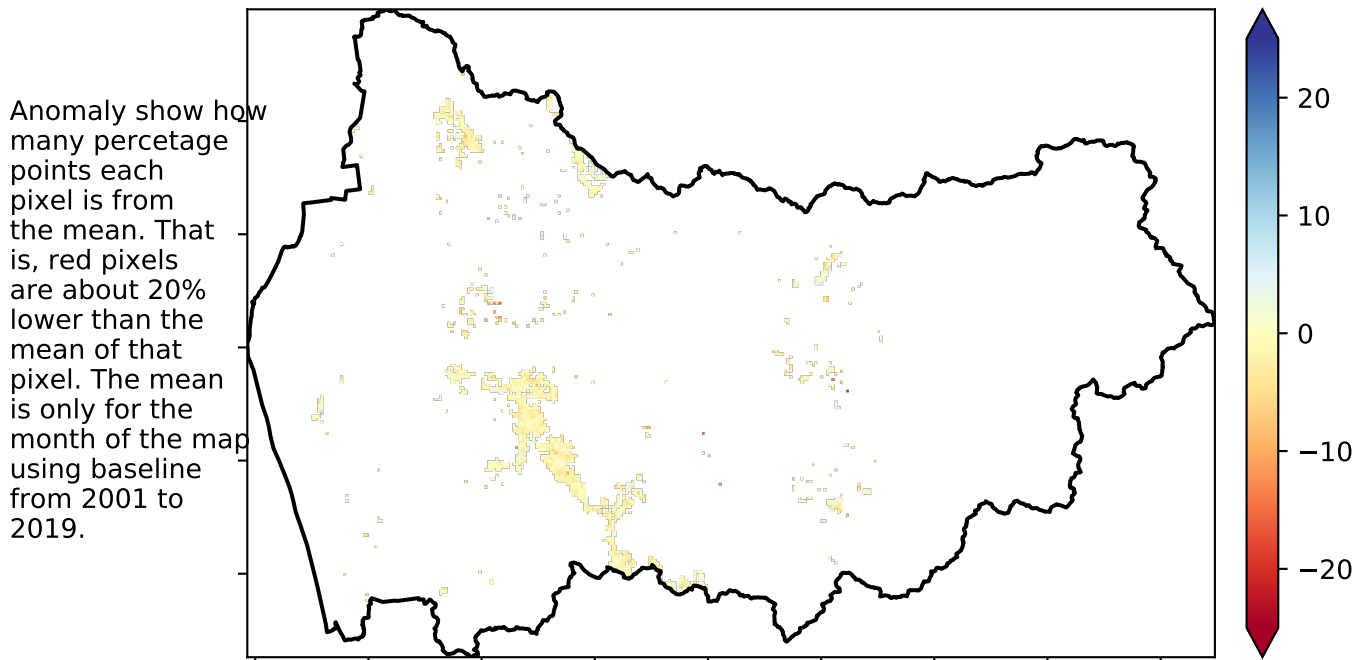 Anomaly show how
many percetage
points each
pixel is from
the mean. That
is, red pixels
are about 20%
lower than the
mean of that
pixel. The mean
is only for the
month of the map
using baseline
from 2001 to
2019.
20
10
0
−10
−20